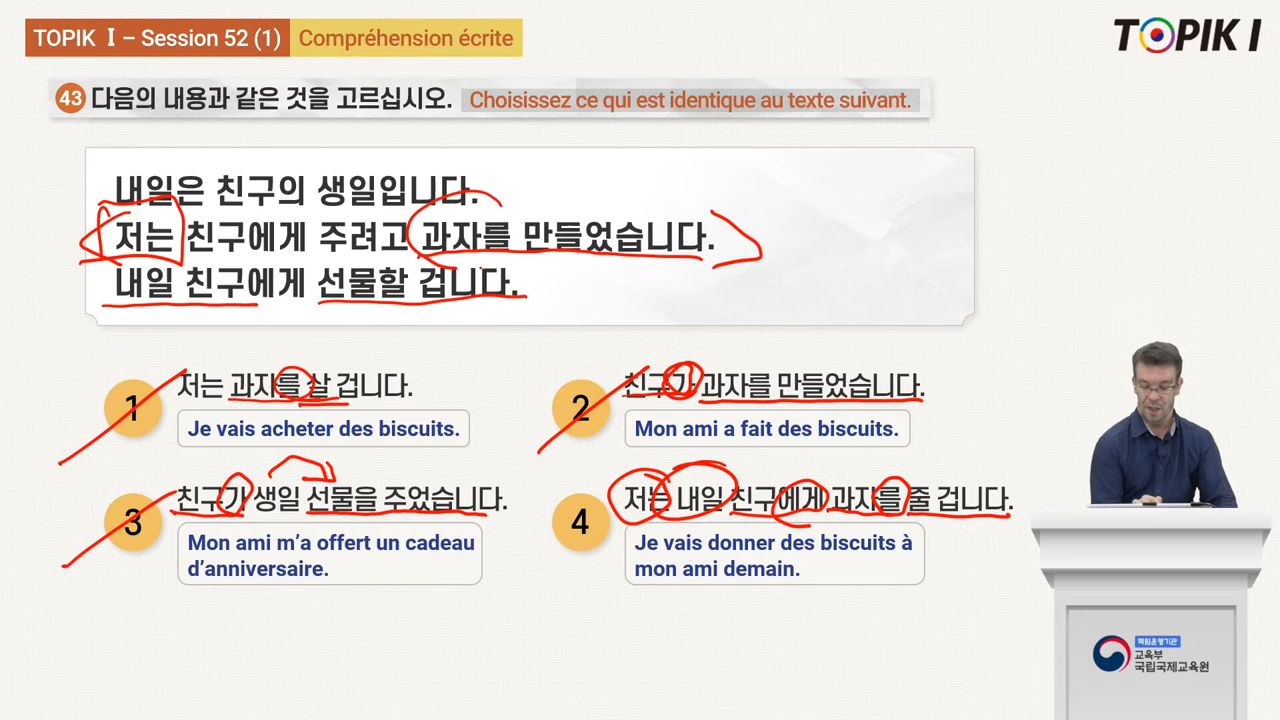 TOPIK Ⅰ – Session 52 (1) Compréhension écrite
TOPIK I
43 다음의 내용과 같은 것을 고르십시오. Choisissez ce qui est identique au texte suivant.
내일은 친구의 생일입니다.
저는 친구에게 주려고 과자를 만들었습니다.
내일 친구에게 선물할 겁니다.
1 저는 과자를 살 겁니다.
Je vais acheter des biscuits.
2 친구가 과자를 만들었습니다.
Mon ami a fait des biscuits.
3 친구가 생일 선물을 주었습니다.
Mon ami m’a offert un cadeau
d’anniversaire.
4 저는 내일 친구에게 과자를 줄 겁니다.
Je vais donner des biscuits à
mon ami demain.
책임운영기관
교육부
국립국제교육원